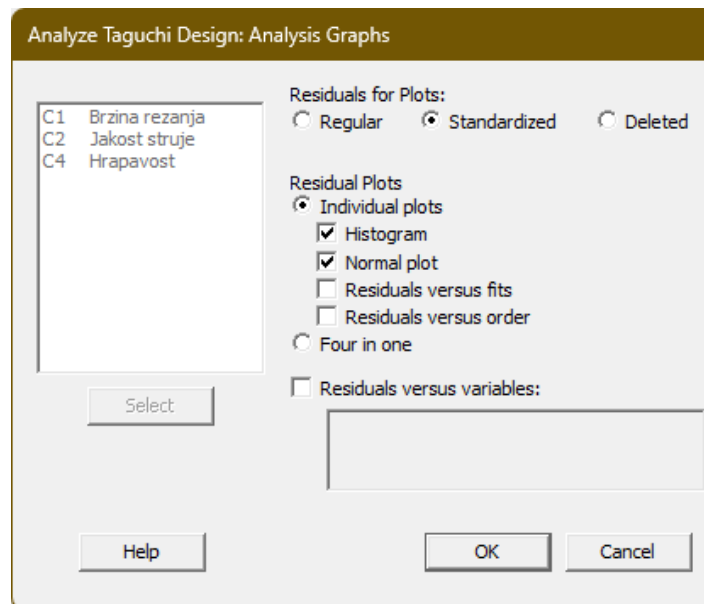 Analyze Taguchi Design: Analysis Graphs
C1 Brzina rezanja
C2 Jakost struje
C4 Hrapavost
Select
Residuals for Plots:
Regular Standardized Deleted
Residual Plots
Individual plots
Histogram
Normal plot
Residuals versus fits
Residuals versus order
Four in one
Residuals versus variables:
Help OK Cancel